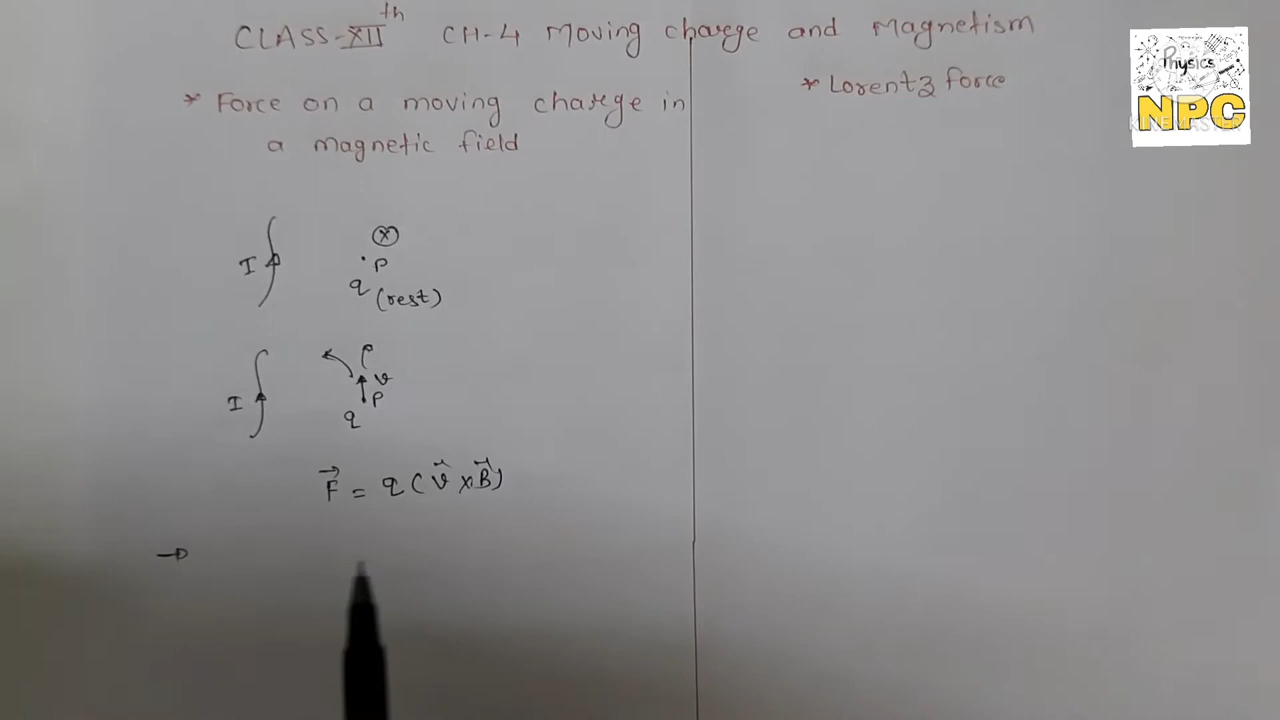 CLASS-XIIth CH-4 Moving charge and Magnetism
* Force on a moving charge in
a magnetic field
I
⊗
P
q (rest)
I
P
v
P
q
F⃗ = q(v⃗ × B⃗)
* Lorentz force
Physics
NPC
KINEMASTER